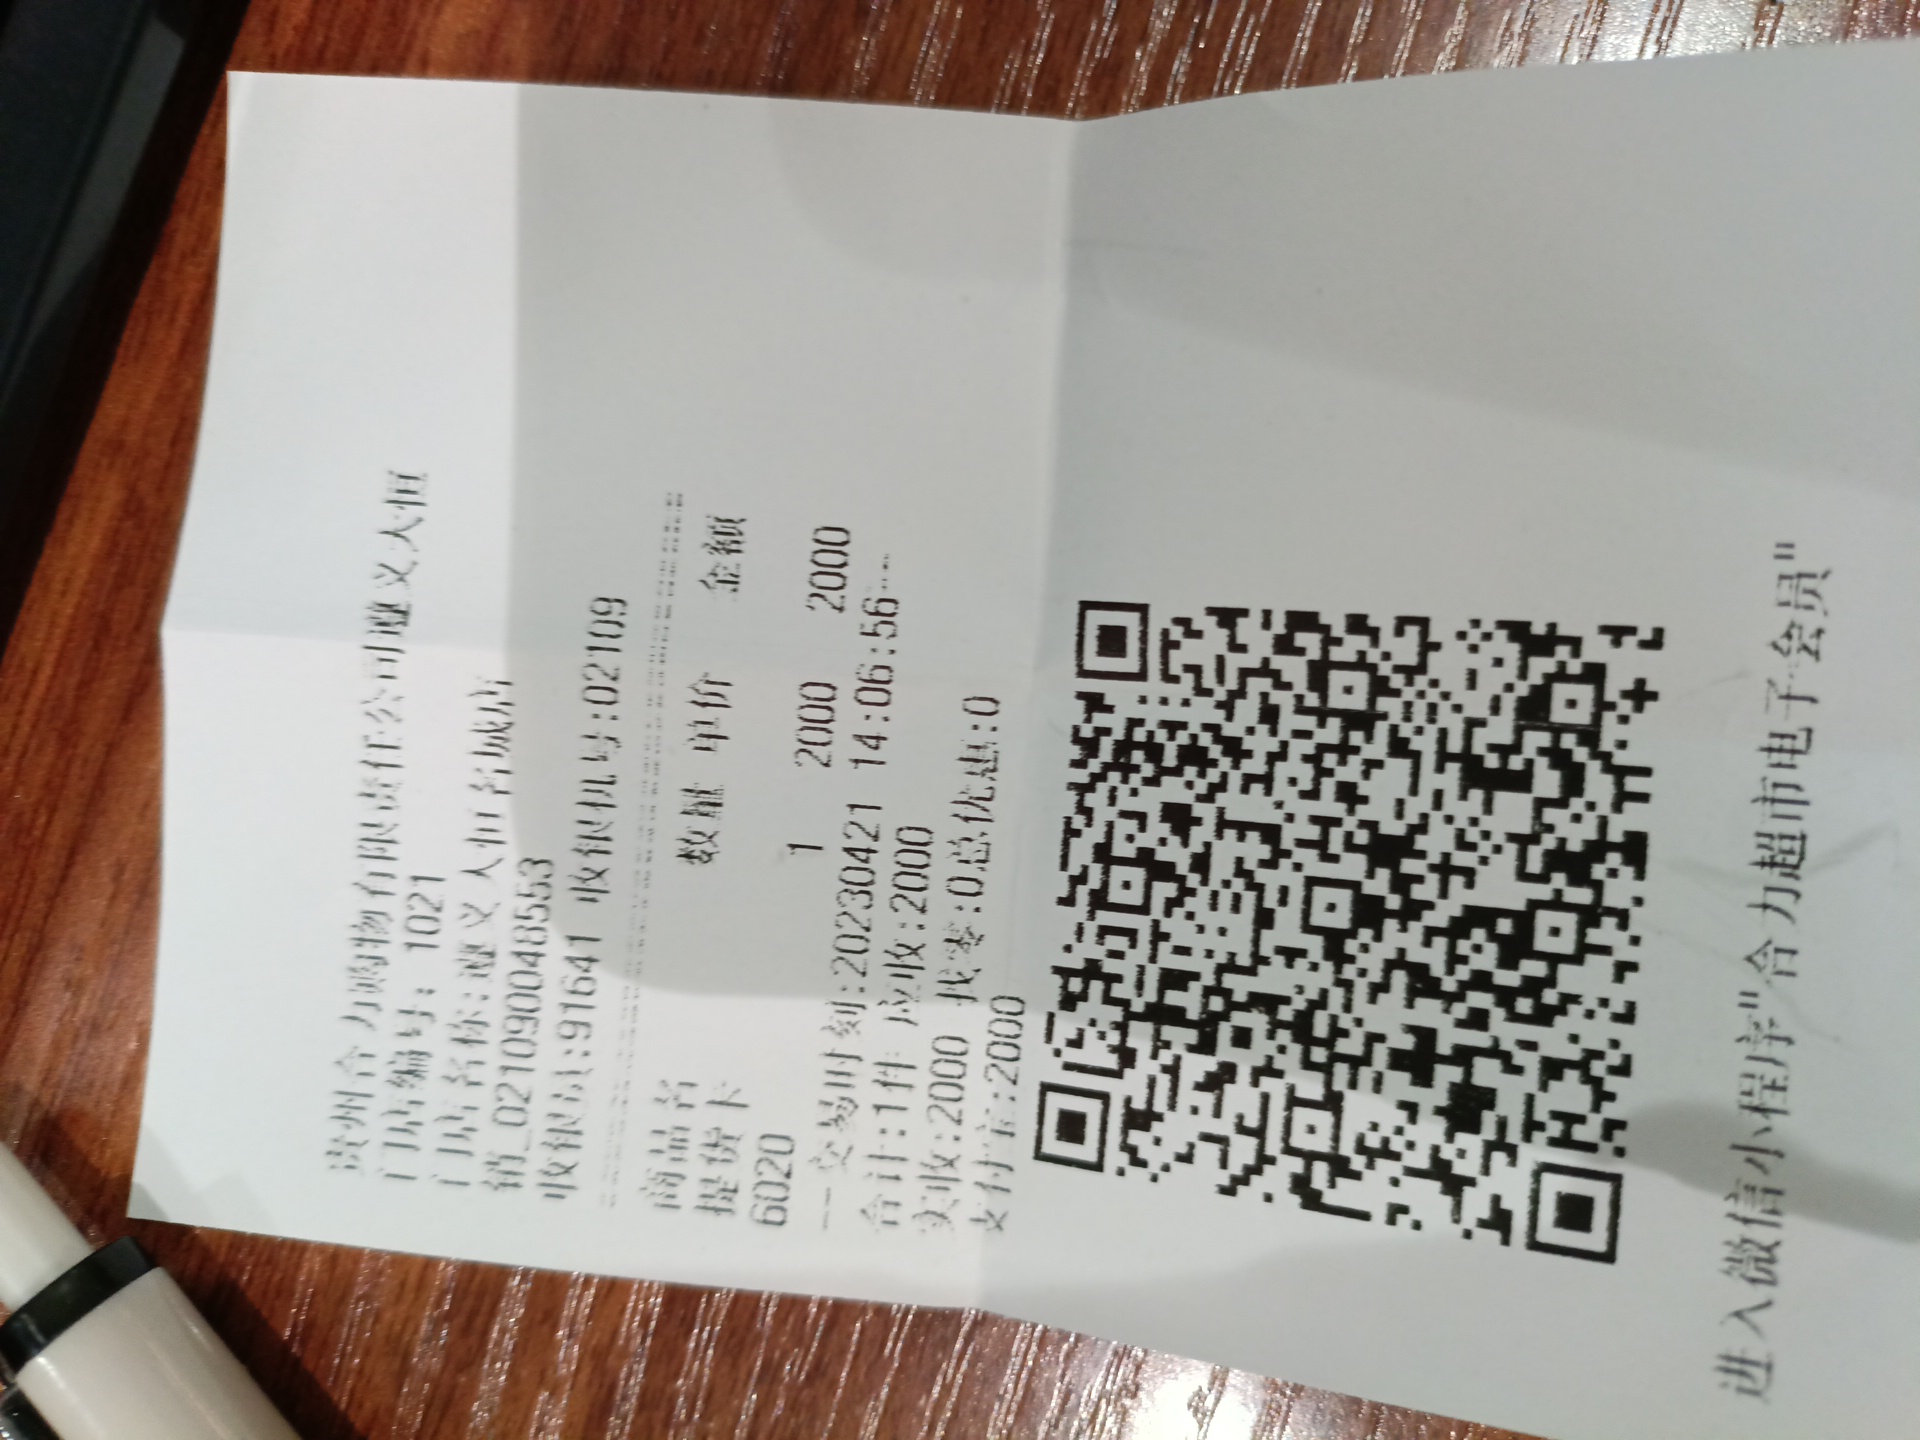 贵州合力购物有限责任公司遵义大恒
门店编号: 1021
门店名称:遵义大恒名城店
销_021090048553
收银员:91641 收银机号:02109
商品名 数量 单价 金额
提货卡
6020 1 2000 2000
--交易时刻:20230421 14:06:56--
合计:1件 应收:2000
实收:2000 找零:0总优惠:0
支付宝:2000
进入微信小程序"合力超市电子会员"